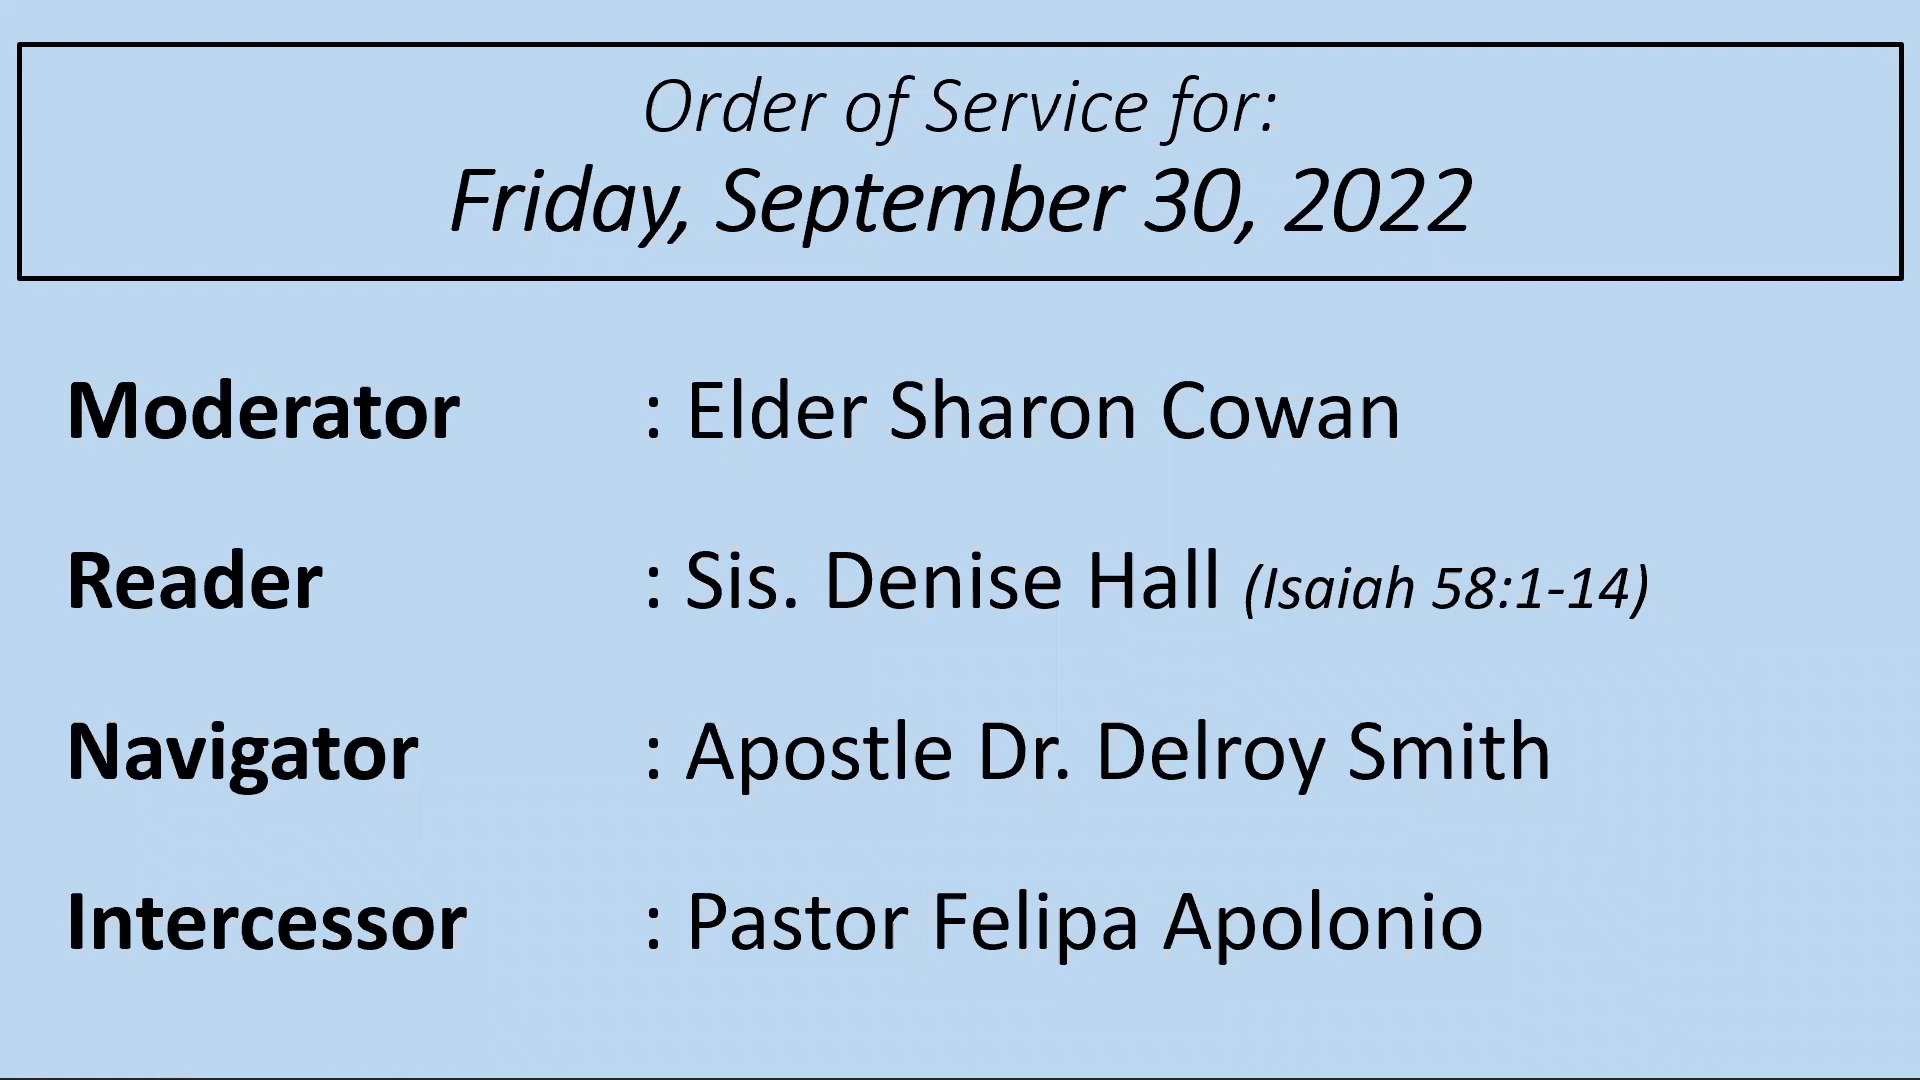 Order of Service for:
Friday, September 30, 2022
Moderator : Elder Sharon Cowan
Reader : Sis. Denise Hall (Isaiah 58:1-14)
Navigator : Apostle Dr. Delroy Smith
Intercessor : Pastor Felipa Apolonio